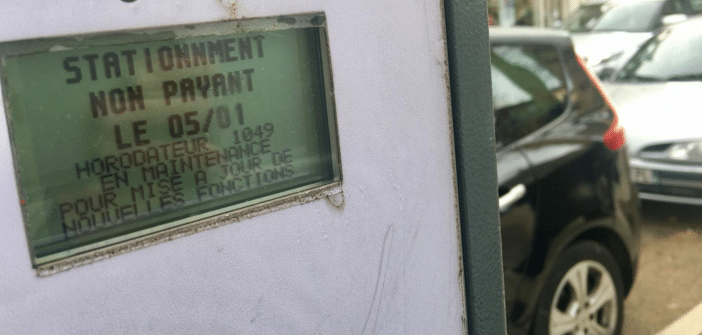 STATIONNMENT
NON PAYANT
LE 05/01
HORODATEUR 1049
EN MAINTENANCE
POUR MISE A JOUR DE
NOUVELLES FONCTIONS